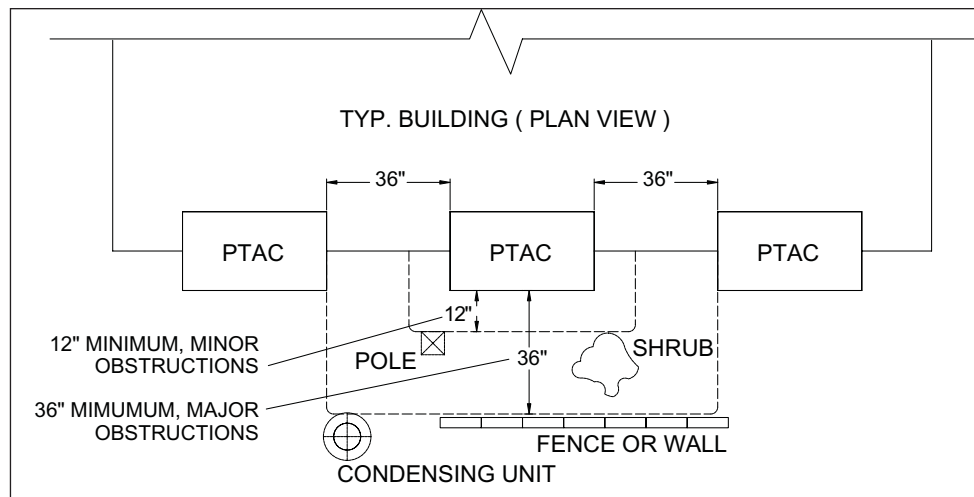 TYP. BUILDING ( PLAN VIEW )
36"
36"
PTAC
PTAC
PTAC
12"
12" MINIMUM, MINOR
OBSTRUCTIONS
POLE
36"
SHRUB
36" MIMUMUM, MAJOR
OBSTRUCTIONS
FENCE OR WALL
CONDENSING UNIT